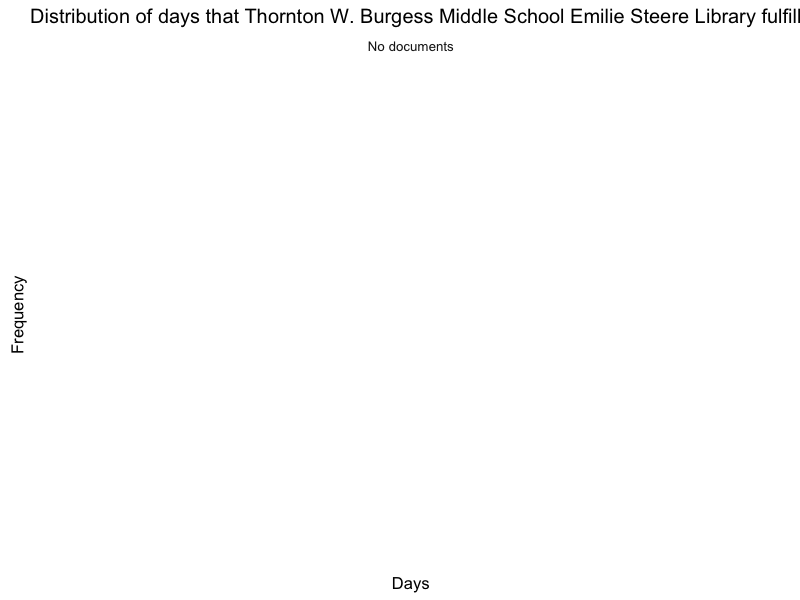 Distribution of days that Thornton W. Burgess Middle School Emilie Steere Library fulfill
No documents
Frequency
Days